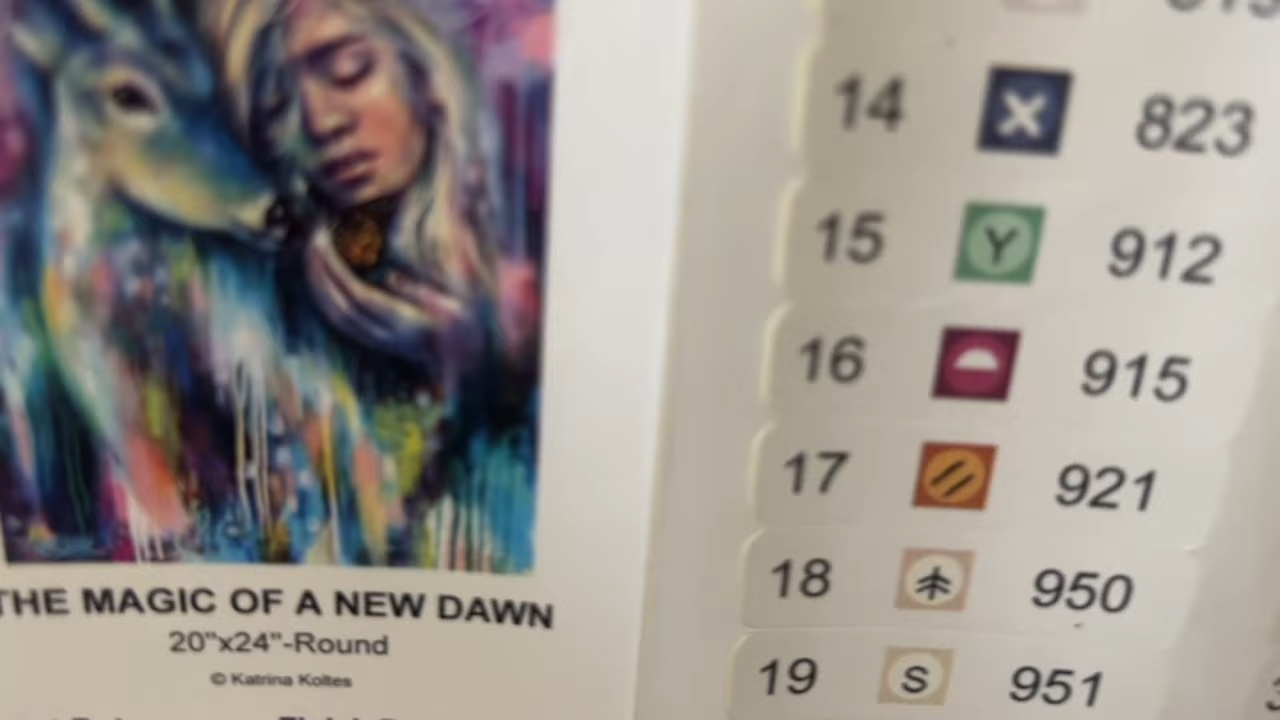 THE MAGIC OF A NEW DAWN
20"x24"-Round
© Katrina Koltes
14 X 823
15 Y 912
16 915
17 921
18 950
19 S 951